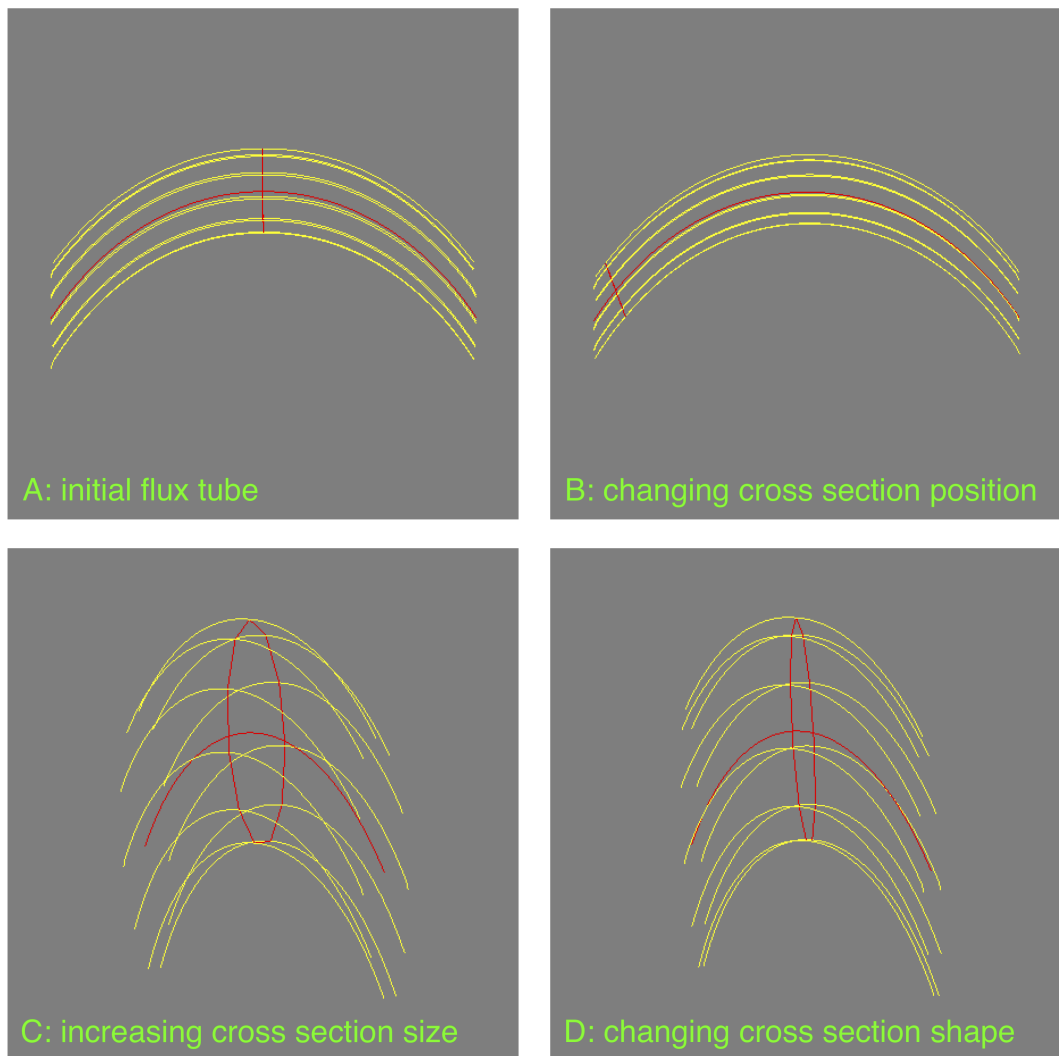 A: initial flux tube
B: changing cross section position
C: increasing cross section size
D: changing cross section shape